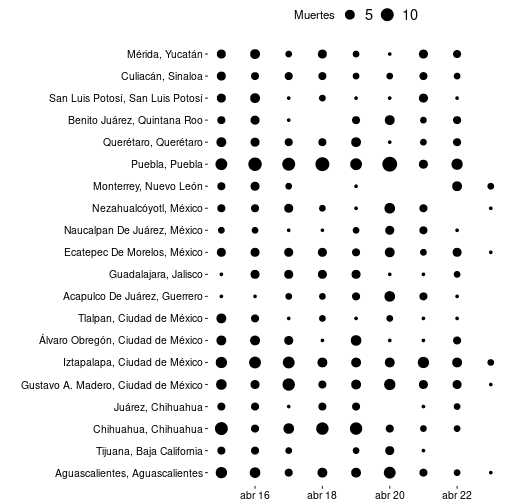 Muertes 5 10
Mérida, Yucatán
Culiacán, Sinaloa
San Luis Potosí, San Luis Potosí
Benito Juárez, Quintana Roo
Querétaro, Querétaro
Puebla, Puebla
Monterrey, Nuevo León
Nezahualcóyotl, México
Naucalpan De Juárez, México
Ecatepec De Morelos, México
Guadalajara, Jalisco
Acapulco De Juárez, Guerrero
Tlalpan, Ciudad de México
Álvaro Obregón, Ciudad de México
Iztapalapa, Ciudad de México
Gustavo A. Madero, Ciudad de México
Juárez, Chihuahua
Chihuahua, Chihuahua
Tijuana, Baja California
Aguascalientes, Aguascalientes
abr 16 abr 18 abr 20 abr 22